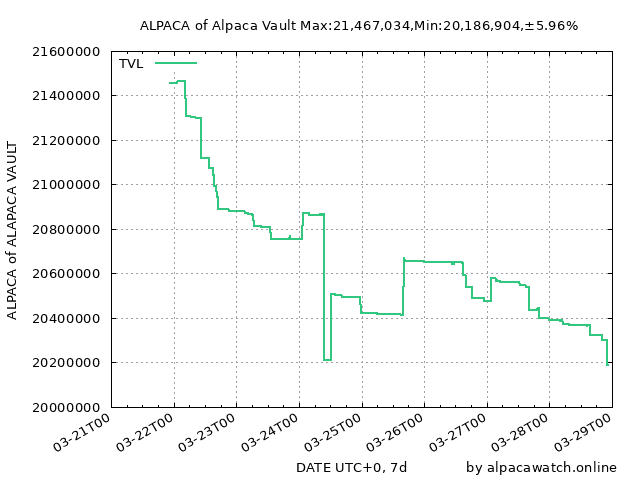 ALPACA of Alpaca Vault Max:21,467,034,Min:20,186,904,±5.96%
TVL
21600000
21400000
21200000
21000000
20800000
20600000
20400000
20200000
20000000
ALPACA of ALAPACA VAULT
03-21T00
03-22T00
03-23T00
03-24T00
03-25T00
03-26T00
03-27T00
03-28T00
03-29T00
DATE UTC+0, 7d
by alpacawatch.online